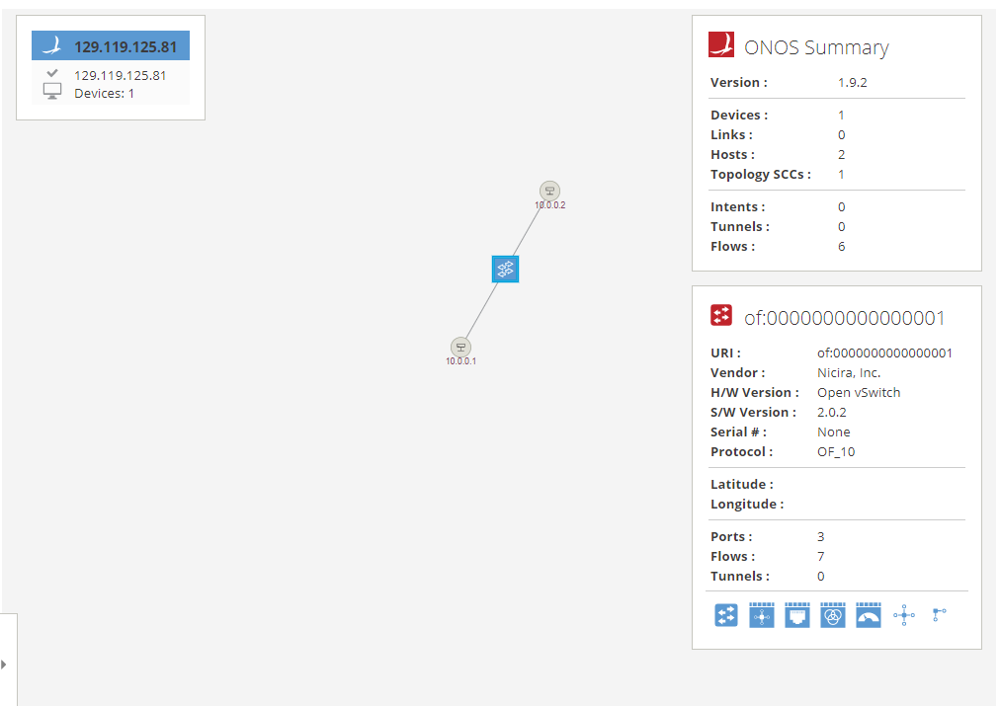 129.119.125.81
129.119.125.81
Devices: 1
10.0.0.2
10.0.0.1
ONOS Summary
Version : 1.9.2
Devices : 1
Links : 0
Hosts : 2
Topology SCCs : 1
Intents : 0
Tunnels : 0
Flows : 6
of:0000000000000001
URI : of:0000000000000001
Vendor : Nicira, Inc.
H/W Version : Open vSwitch
S/W Version : 2.0.2
Serial # : None
Protocol : OF_10
Latitude :
Longitude :
Ports : 3
Flows : 7
Tunnels : 0